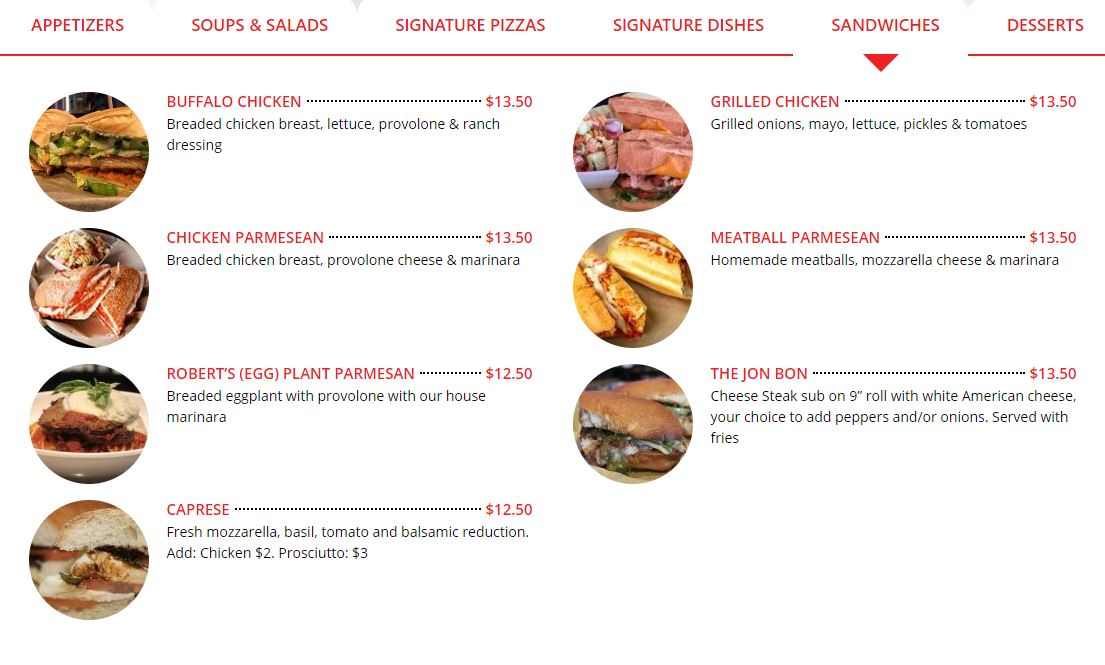 APPETIZERS SOUPS & SALADS SIGNATURE PIZZAS SIGNATURE DISHES SANDWICHES DESSERTS
BUFFALO CHICKEN $13.50
Breaded chicken breast, lettuce, provolone & ranch
dressing
GRILLED CHICKEN $13.50
Grilled onions, mayo, lettuce, pickles & tomatoes
CHICKEN PARMESEAN $13.50
Breaded chicken breast, provolone cheese & marinara
MEATBALL PARMESEAN $13.50
Homemade meatballs, mozzarella cheese & marinara
ROBERT’S (EGG) PLANT PARMESAN $12.50
Breaded eggplant with provolone with our house
marinara
THE JON BON $13.50
Cheese Steak sub on 9” roll with white American cheese,
your choice to add peppers and/or onions. Served with
fries
CAPRESE $12.50
Fresh mozzarella, basil, tomato and balsamic reduction.
Add: Chicken $2. Prosciutto: $3